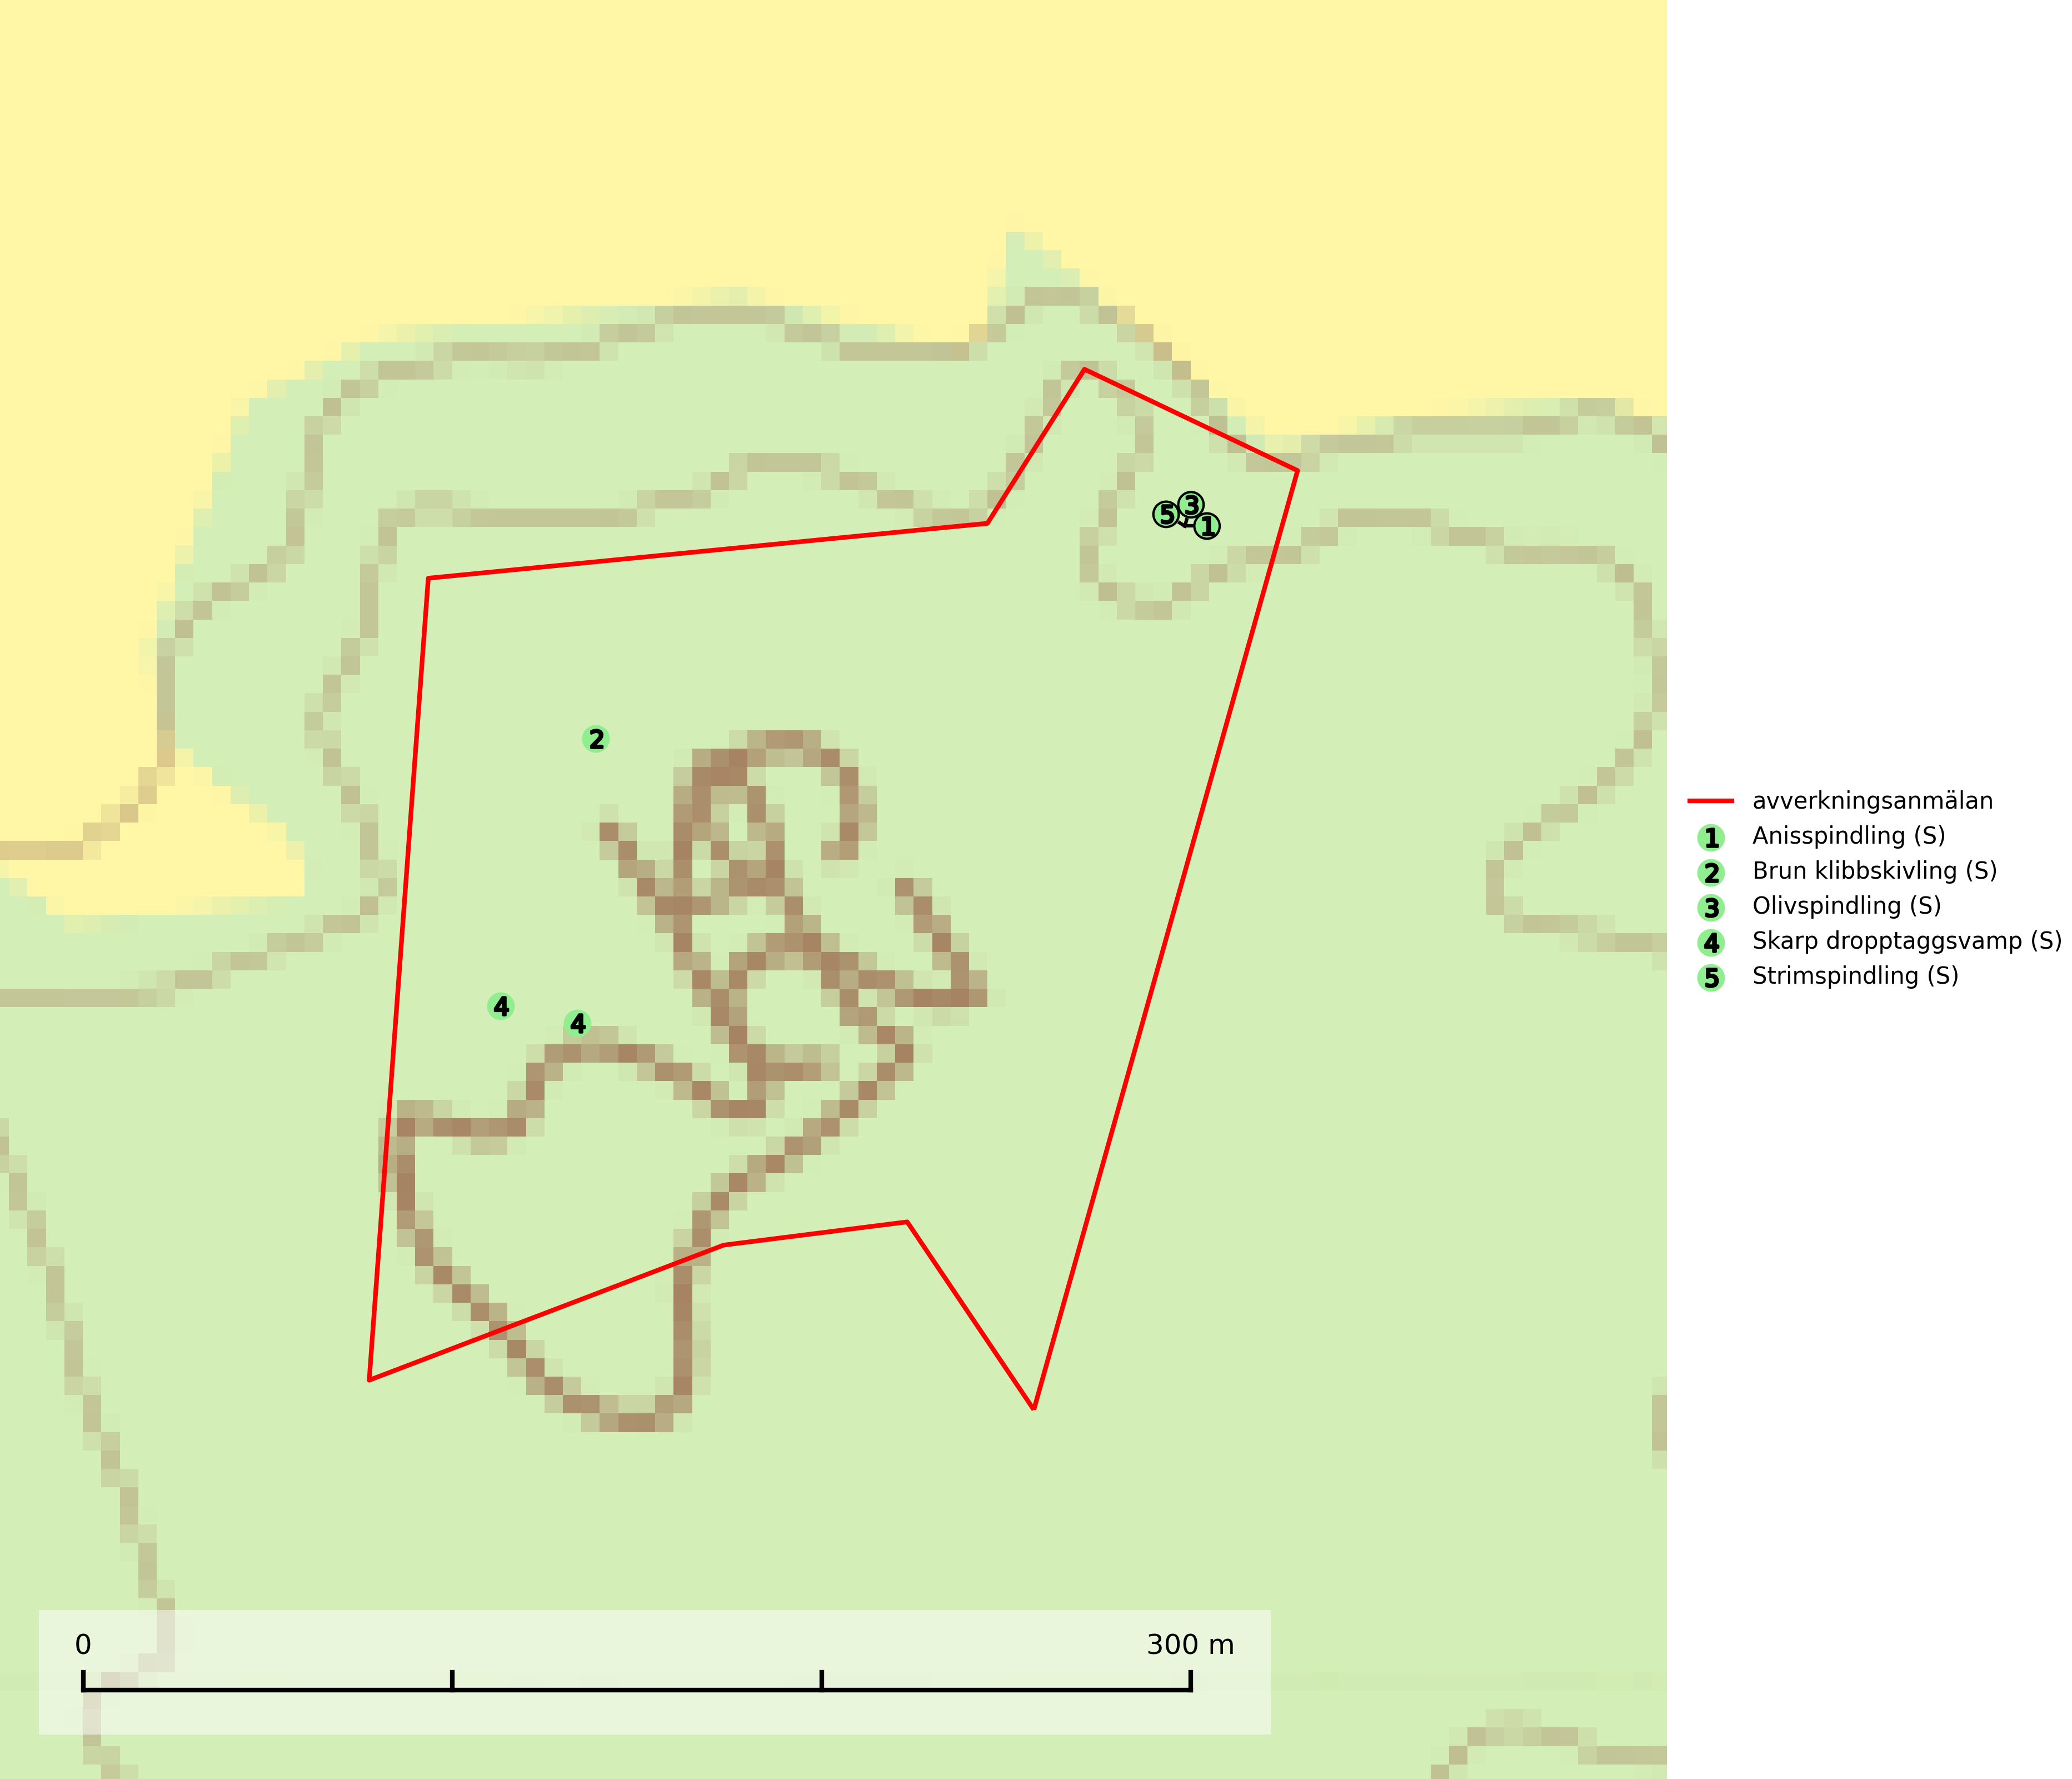 5 3 1
2
4
4
0 300 m
avverkningsanmälan
1 Anisspindling (S)
2 Brun klibbskivling (S)
3 Olivspindling (S)
4 Skarp dropptaggsvamp (S)
5 Strimspindling (S)